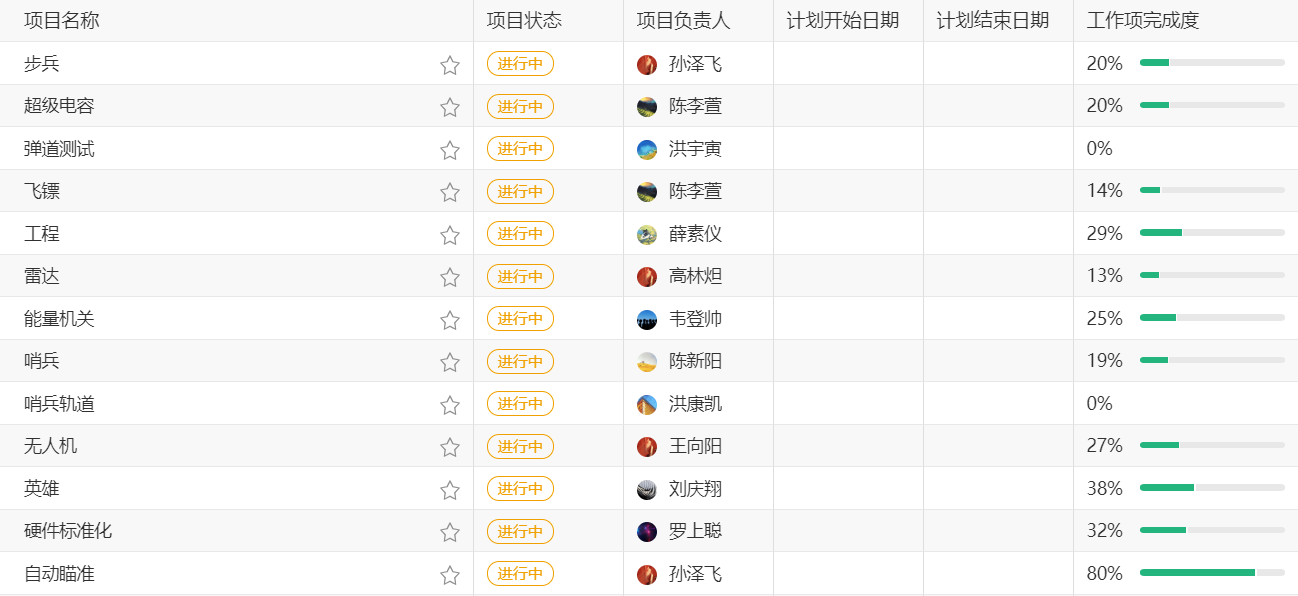 项目名称 项目状态 项目负责人 计划开始日期 计划结束日期 工作项完成度
步兵 进行中 孙泽飞 20%
超级电容 进行中 陈李萱 20%
弹道测试 进行中 洪宇寅 0%
飞镖 进行中 陈李萱 14%
工程 进行中 薛素仪 29%
雷达 进行中 高林炟 13%
能量机关 进行中 韦登帅 25%
哨兵 进行中 陈新阳 19%
哨兵轨道 进行中 洪康凯 0%
无人机 进行中 王向阳 27%
英雄 进行中 刘庆翔 38%
硬件标准化 进行中 罗上聪 32%
自动瞄准 进行中 孙泽飞 80%